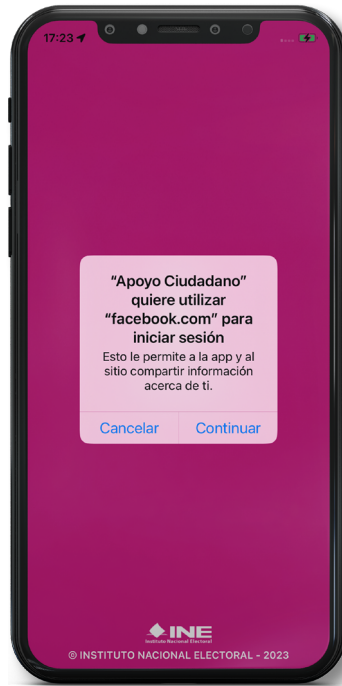 17:23
“Apoyo Ciudadano”
quiere utilizar
“facebook.com” para
iniciar sesión
Esto le permite a la app y al
sitio compartir información
acerca de ti.
Cancelar Continuar
INE
Instituto Nacional Electoral
© INSTITUTO NACIONAL ELECTORAL - 2023